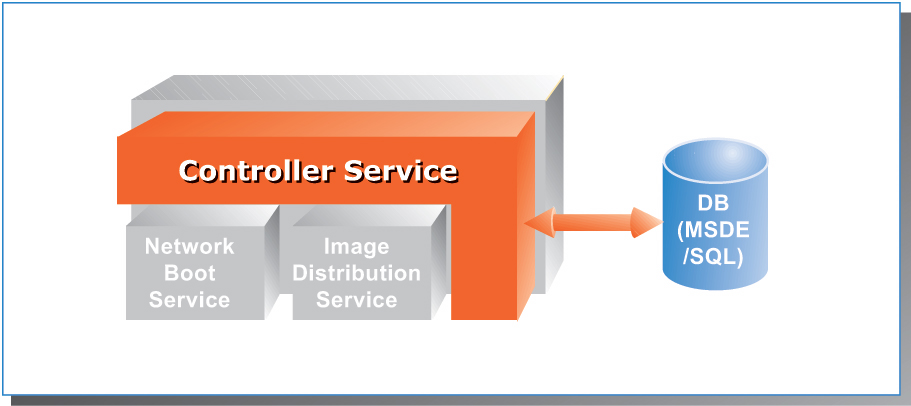 Controller Service
Network
Boot
Service
Image
Distribution
Service
DB
(MSDE
/SQL)